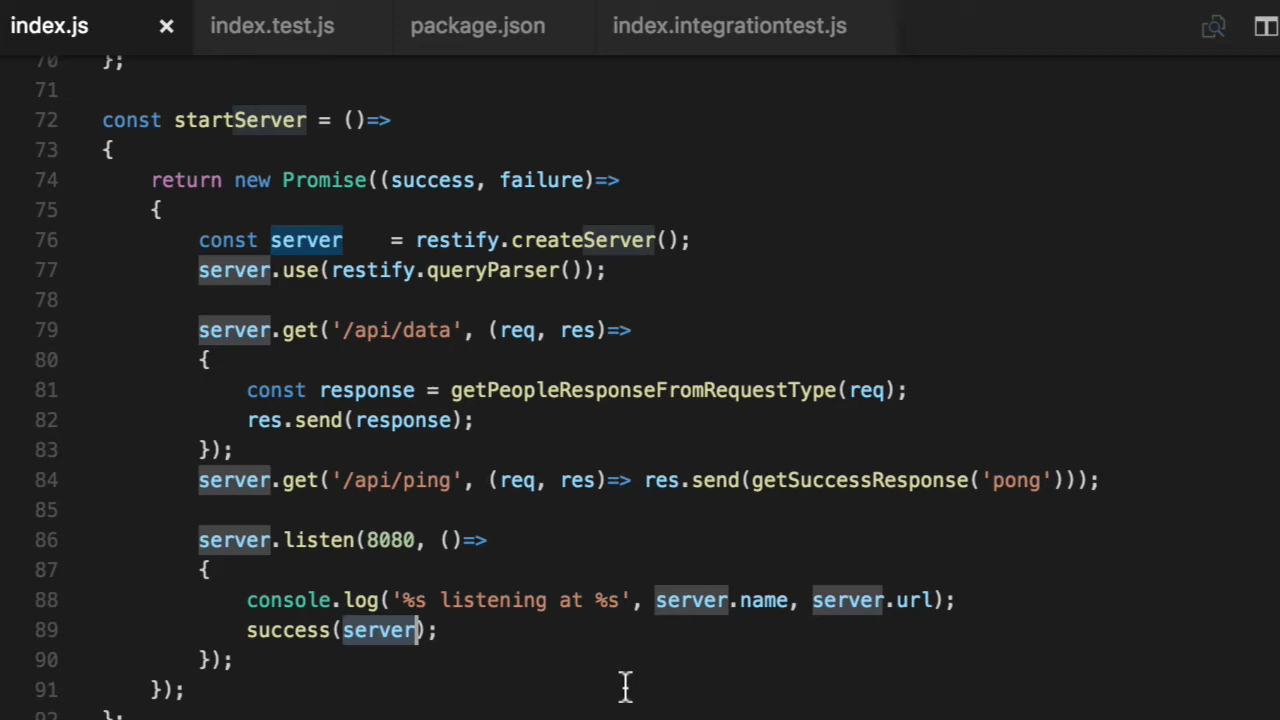 index.js × index.test.js package.json index.integrationtest.js
70 };
71
72 const startServer = ()=>
73 {
74 return new Promise((success, failure)=>
75 {
76 const server    = restify.createServer();
77 server.use(restify.queryParser());
78
79 server.get('/api/data', (req, res)=>
80 {
81 const response = getPeopleResponseFromRequestType(req);
82 res.send(response);
83 });
84 server.get('/api/ping', (req, res)=> res.send(getSuccessResponse('pong')));
85
86 server.listen(8080, ()=>
87 {
88 console.log('%s listening at %s', server.name, server.url);
89 success(server);
90 });
91 });
92 };